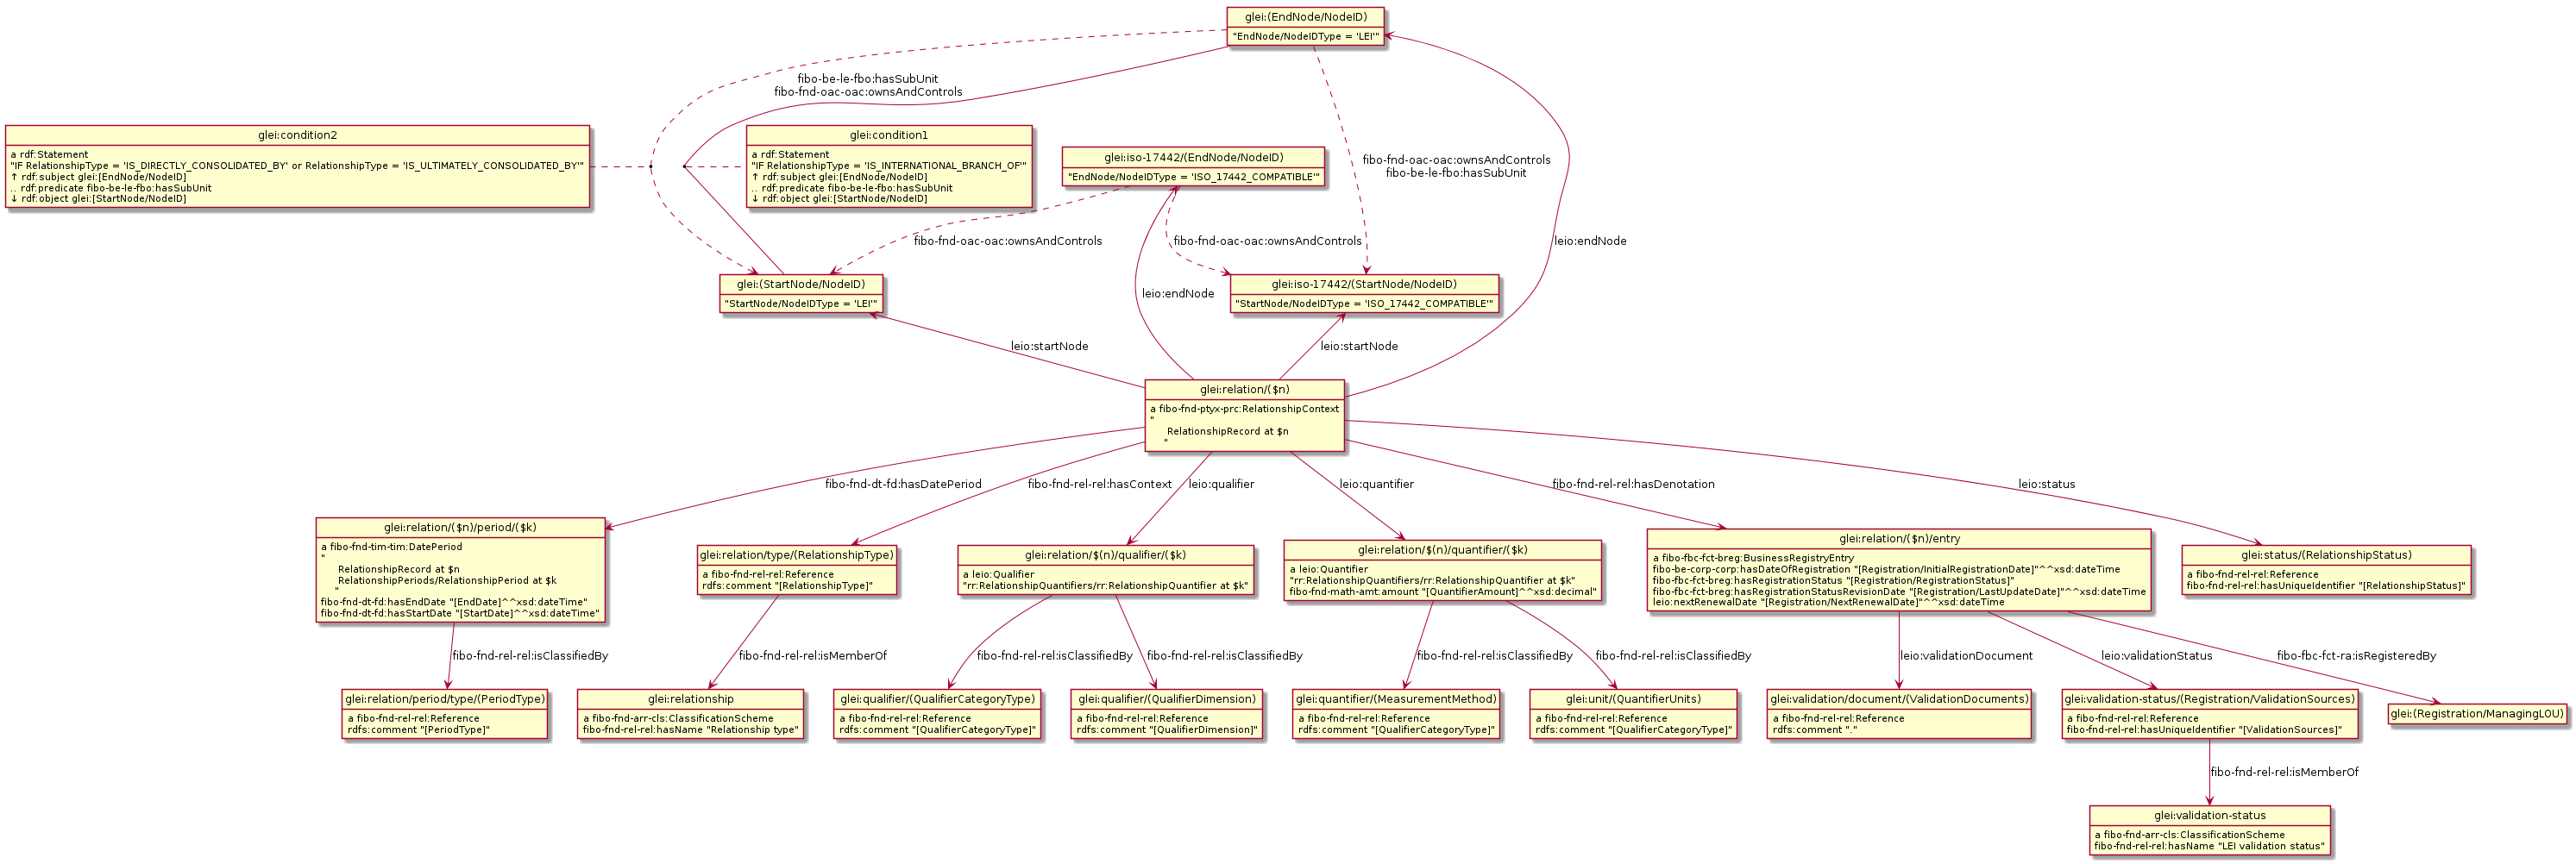 glei:(EndNode/NodeID)
"EndNode/NodeIDType = 'LEI'"
fibo-be-le-fbo:hasSubUnit
fibo-fnd-oac-oac:ownsAndControls
glei:condition2
a rdf:Statement
"IF RelationshipType = 'IS_DIRECTLY_CONSOLIDATED_BY' or RelationshipType = 'IS_ULTIMATELY_CONSOLIDATED_BY'"
↑ rdf:subject glei:[EndNode/NodeID]
.. rdf:predicate fibo-be-le-fbo:hasSubUnit
↓ rdf:object glei:[StartNode/NodeID]
glei:condition1
a rdf:Statement
"IF RelationshipType = 'IS_INTERNATIONAL_BRANCH_OF'"
↑ rdf:subject glei:[EndNode/NodeID]
.. rdf:predicate fibo-be-le-fbo:hasSubUnit
↓ rdf:object glei:[StartNode/NodeID]
glei:iso-17442/(EndNode/NodeID)
"EndNode/NodeIDType = 'ISO_17442_COMPATIBLE'"
fibo-fnd-oac-oac:ownsAndControls
fibo-be-le-fbo:hasSubUnit
fibo-fnd-oac-oac:ownsAndControls
fibo-fnd-oac-oac:ownsAndControls
leio:endNode
glei:(StartNode/NodeID)
"StartNode/NodeIDType = 'LEI'"
leio:endNode
glei:iso-17442/(StartNode/NodeID)
"StartNode/NodeIDType = 'ISO_17442_COMPATIBLE'"
leio:startNode
leio:startNode
glei:relation/($n)
a fibo-fnd-ptyx-prc:RelationshipContext
"
RelationshipRecord at $n
"
fibo-fnd-dt-fd:hasDatePeriod
fibo-fnd-rel-rel:hasContext
leio:qualifier
leio:quantifier
fibo-fnd-rel-rel:hasDenotation
leio:status
glei:relation/($n)/period/($k)
a fibo-fnd-tim-tim:DatePeriod
"
RelationshipRecord at $n
RelationshipPeriods/RelationshipPeriod at $k
"
fibo-fnd-dt-fd:hasEndDate "[EndDate]^^xsd:dateTime"
fibo-fnd-dt-fd:hasStartDate "[StartDate]^^xsd:dateTime"
glei:relation/type/(RelationshipType)
a fibo-fnd-rel-rel:Reference
rdfs:comment "[RelationshipType]"
glei:relation/$(n)/qualifier/($k)
a leio:Qualifier
"rr:RelationshipQuantifiers/rr:RelationshipQuantifier at $k"
glei:relation/$(n)/quantifier/($k)
a leio:Quantifier
"rr:RelationshipQuantifiers/rr:RelationshipQuantifier at $k"
fibo-fnd-math-amt:amount "[QuantifierAmount]^^xsd:decimal"
glei:relation/($n)/entry
a fibo-fbc-fct-breg:BusinessRegistryEntry
fibo-be-corp-corp:hasDateOfRegistration "[Registration/InitialRegistrationDate]"^^xsd:dateTime
fibo-fbc-fct-breg:hasRegistrationStatus "[Registration/RegistrationStatus]"
fibo-fbc-fct-breg:hasRegistrationStatusRevisionDate "[Registration/LastUpdateDate]"^^xsd:dateTime
leio:nextRenewalDate "[Registration/NextRenewalDate]"^^xsd:dateTime
glei:status/(RelationshipStatus)
a fibo-fnd-rel-rel:Reference
fibo-fnd-rel-rel:hasUniqueIdentifier "[RelationshipStatus]"
fibo-fnd-rel-rel:isClassifiedBy
fibo-fnd-rel-rel:isMemberOf
fibo-fnd-rel-rel:isClassifiedBy
fibo-fnd-rel-rel:isClassifiedBy
fibo-fnd-rel-rel:isClassifiedBy
fibo-fnd-rel-rel:isClassifiedBy
leio:validationDocument
leio:validationStatus
fibo-fbc-fct-ra:isRegisteredBy
glei:relation/period/type/(PeriodType)
a fibo-fnd-rel-rel:Reference
rdfs:comment "[PeriodType]"
glei:relationship
a fibo-fnd-arr-cls:ClassificationScheme
fibo-fnd-rel-rel:hasName "Relationship type"
glei:qualifier/(QualifierCategoryType)
a fibo-fnd-rel-rel:Reference
rdfs:comment "[QualifierCategoryType]"
glei:qualifier/(QualifierDimension)
a fibo-fnd-rel-rel:Reference
rdfs:comment "[QualifierDimension]"
glei:quantifier/(MeasurementMethod)
a fibo-fnd-rel-rel:Reference
rdfs:comment "[QualifierCategoryType]"
glei:unit/(QuantifierUnits)
a fibo-fnd-rel-rel:Reference
rdfs:comment "[QualifierCategoryType]"
glei:validation/document/(ValidationDocuments)
a fibo-fnd-rel-rel:Reference
rdfs:comment "."
glei:validation-status/(Registration/ValidationSources)
a fibo-fnd-rel-rel:Reference
fibo-fnd-rel-rel:hasUniqueIdentifier "[ValidationSources]"
glei:(Registration/ManagingLOU)
fibo-fnd-rel-rel:isMemberOf
glei:validation-status
a fibo-fnd-arr-cls:ClassificationScheme
fibo-fnd-rel-rel:hasName "LEI validation status"